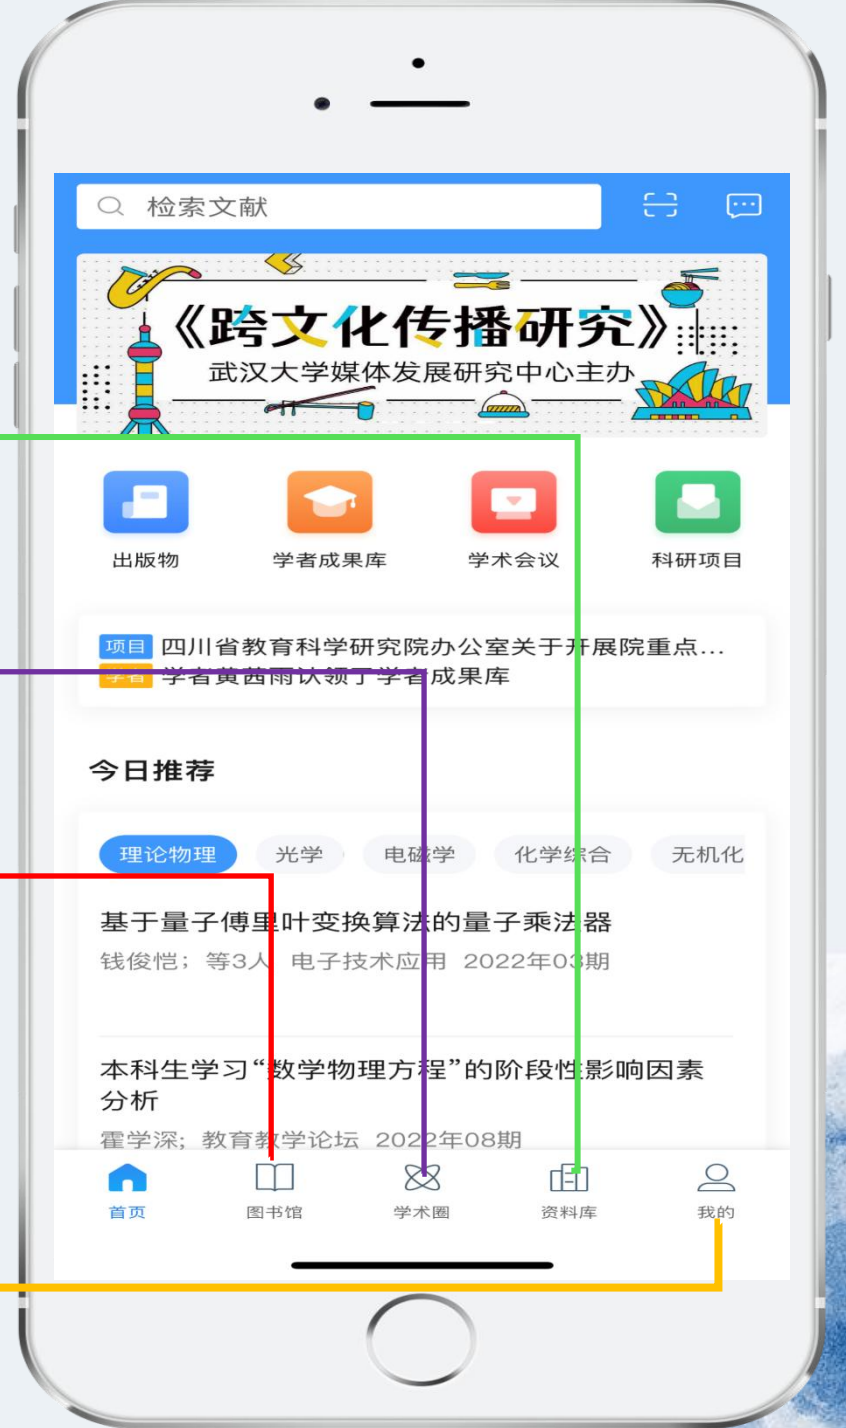 检索文献
《跨文化传播研究》
武汉大学媒体发展研究中心主办
出版物
学者成果库
学术会议
科研项目
项目 四川省教育科学研究院办公室关于开展院重点...
学者 学者黄茜雨认领了学者成果库
今日推荐
理论物理 光学 电磁学 化学综合 无机化
基于量子傅里叶变换算法的量子乘法器
钱俊恺; 等3人 电子技术应用 2022年03期
本科生学习“数学物理方程”的阶段性影响因素
分析
霍学深; 教育教学论坛 2022年08期
首页
图书馆
学术圈
资料库
我的